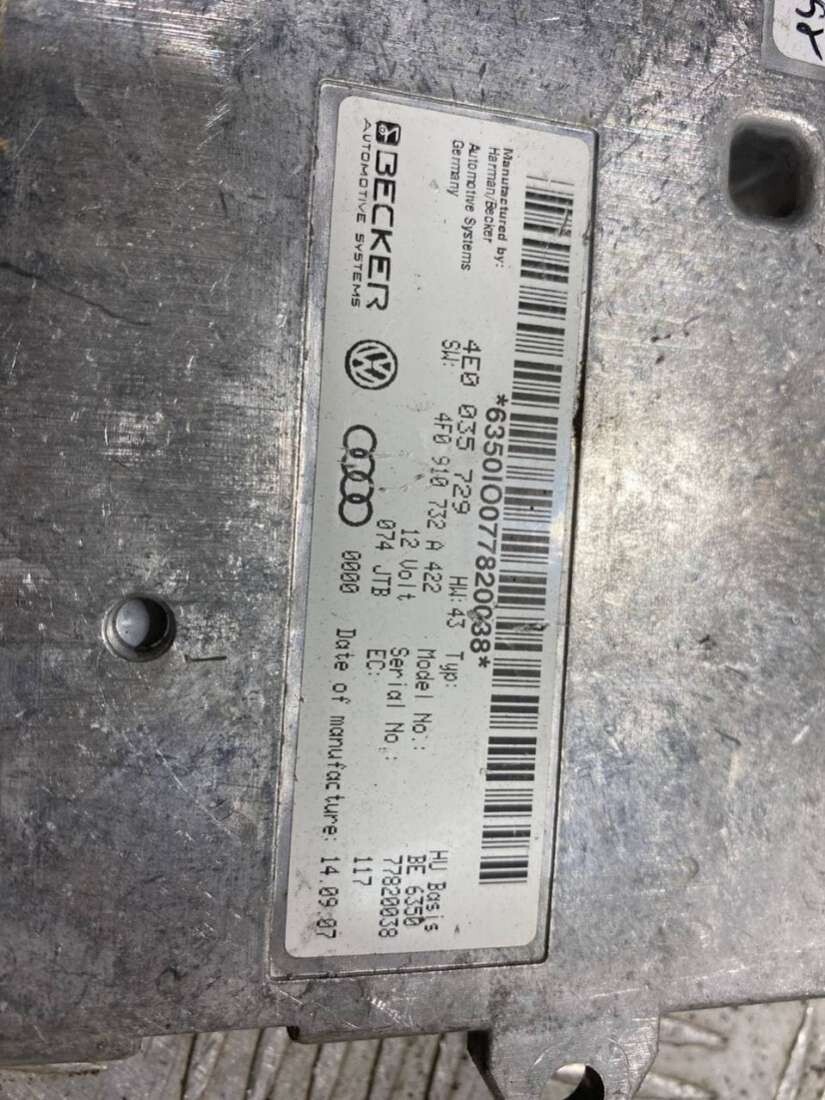 Manufactured by:
Harman/Becker
Automotive Systems
Germany
BECKER
AUTOMOTIVE SYSTEMS
*6350IO077820038*
4E0 035 729 HW:43 Typ: HU Basis
SW: 4F0 910 732 A 422 Model No.: BE 6350
12 Volt Serial No.: 77820038
074 JTB EC: 117
0000 Date of manufacture: 14.09.07